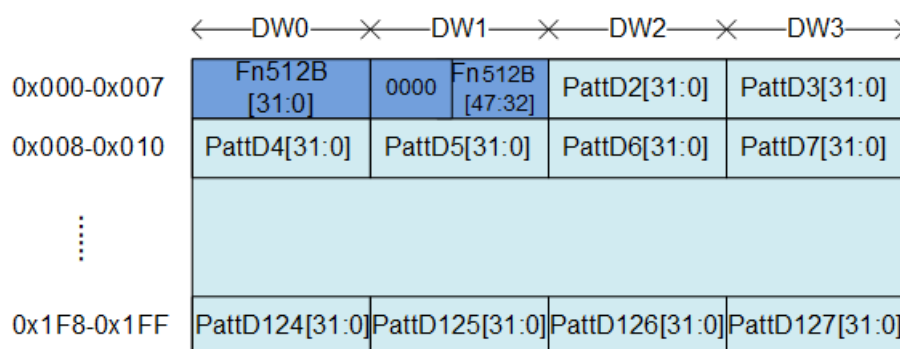 DW0 DW1 DW2 DW3
0x000-0x007 Fn512B [31:0] 0000 Fn512B [47:32] PattD2[31:0] PattD3[31:0]
0x008-0x010 PattD4[31:0] PattD5[31:0] PattD6[31:0] PattD7[31:0]
0x1F8-0x1FF PattD124[31:0] PattD125[31:0] PattD126[31:0] PattD127[31:0]